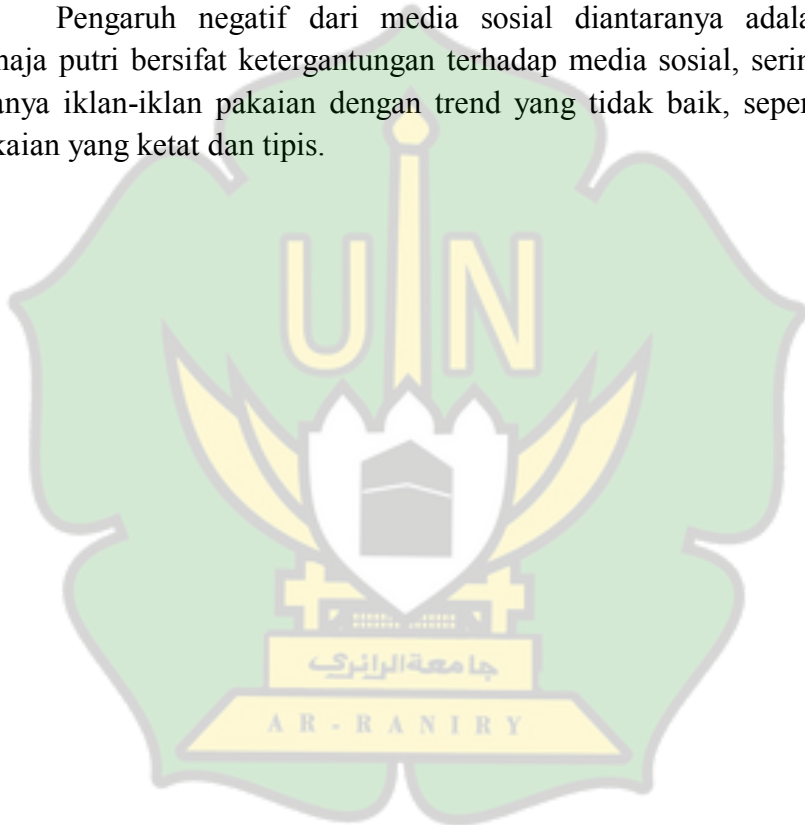 Pengaruh negatif dari media sosial diantaranya adala
naja putri bersifat ketergantungan terhadap media sosial, serin
anya iklan-iklan pakaian dengan trend yang tidak baik, seper
kaian yang ketat dan tipis.
UIN
جامعة الرانري
AR-RANIRY